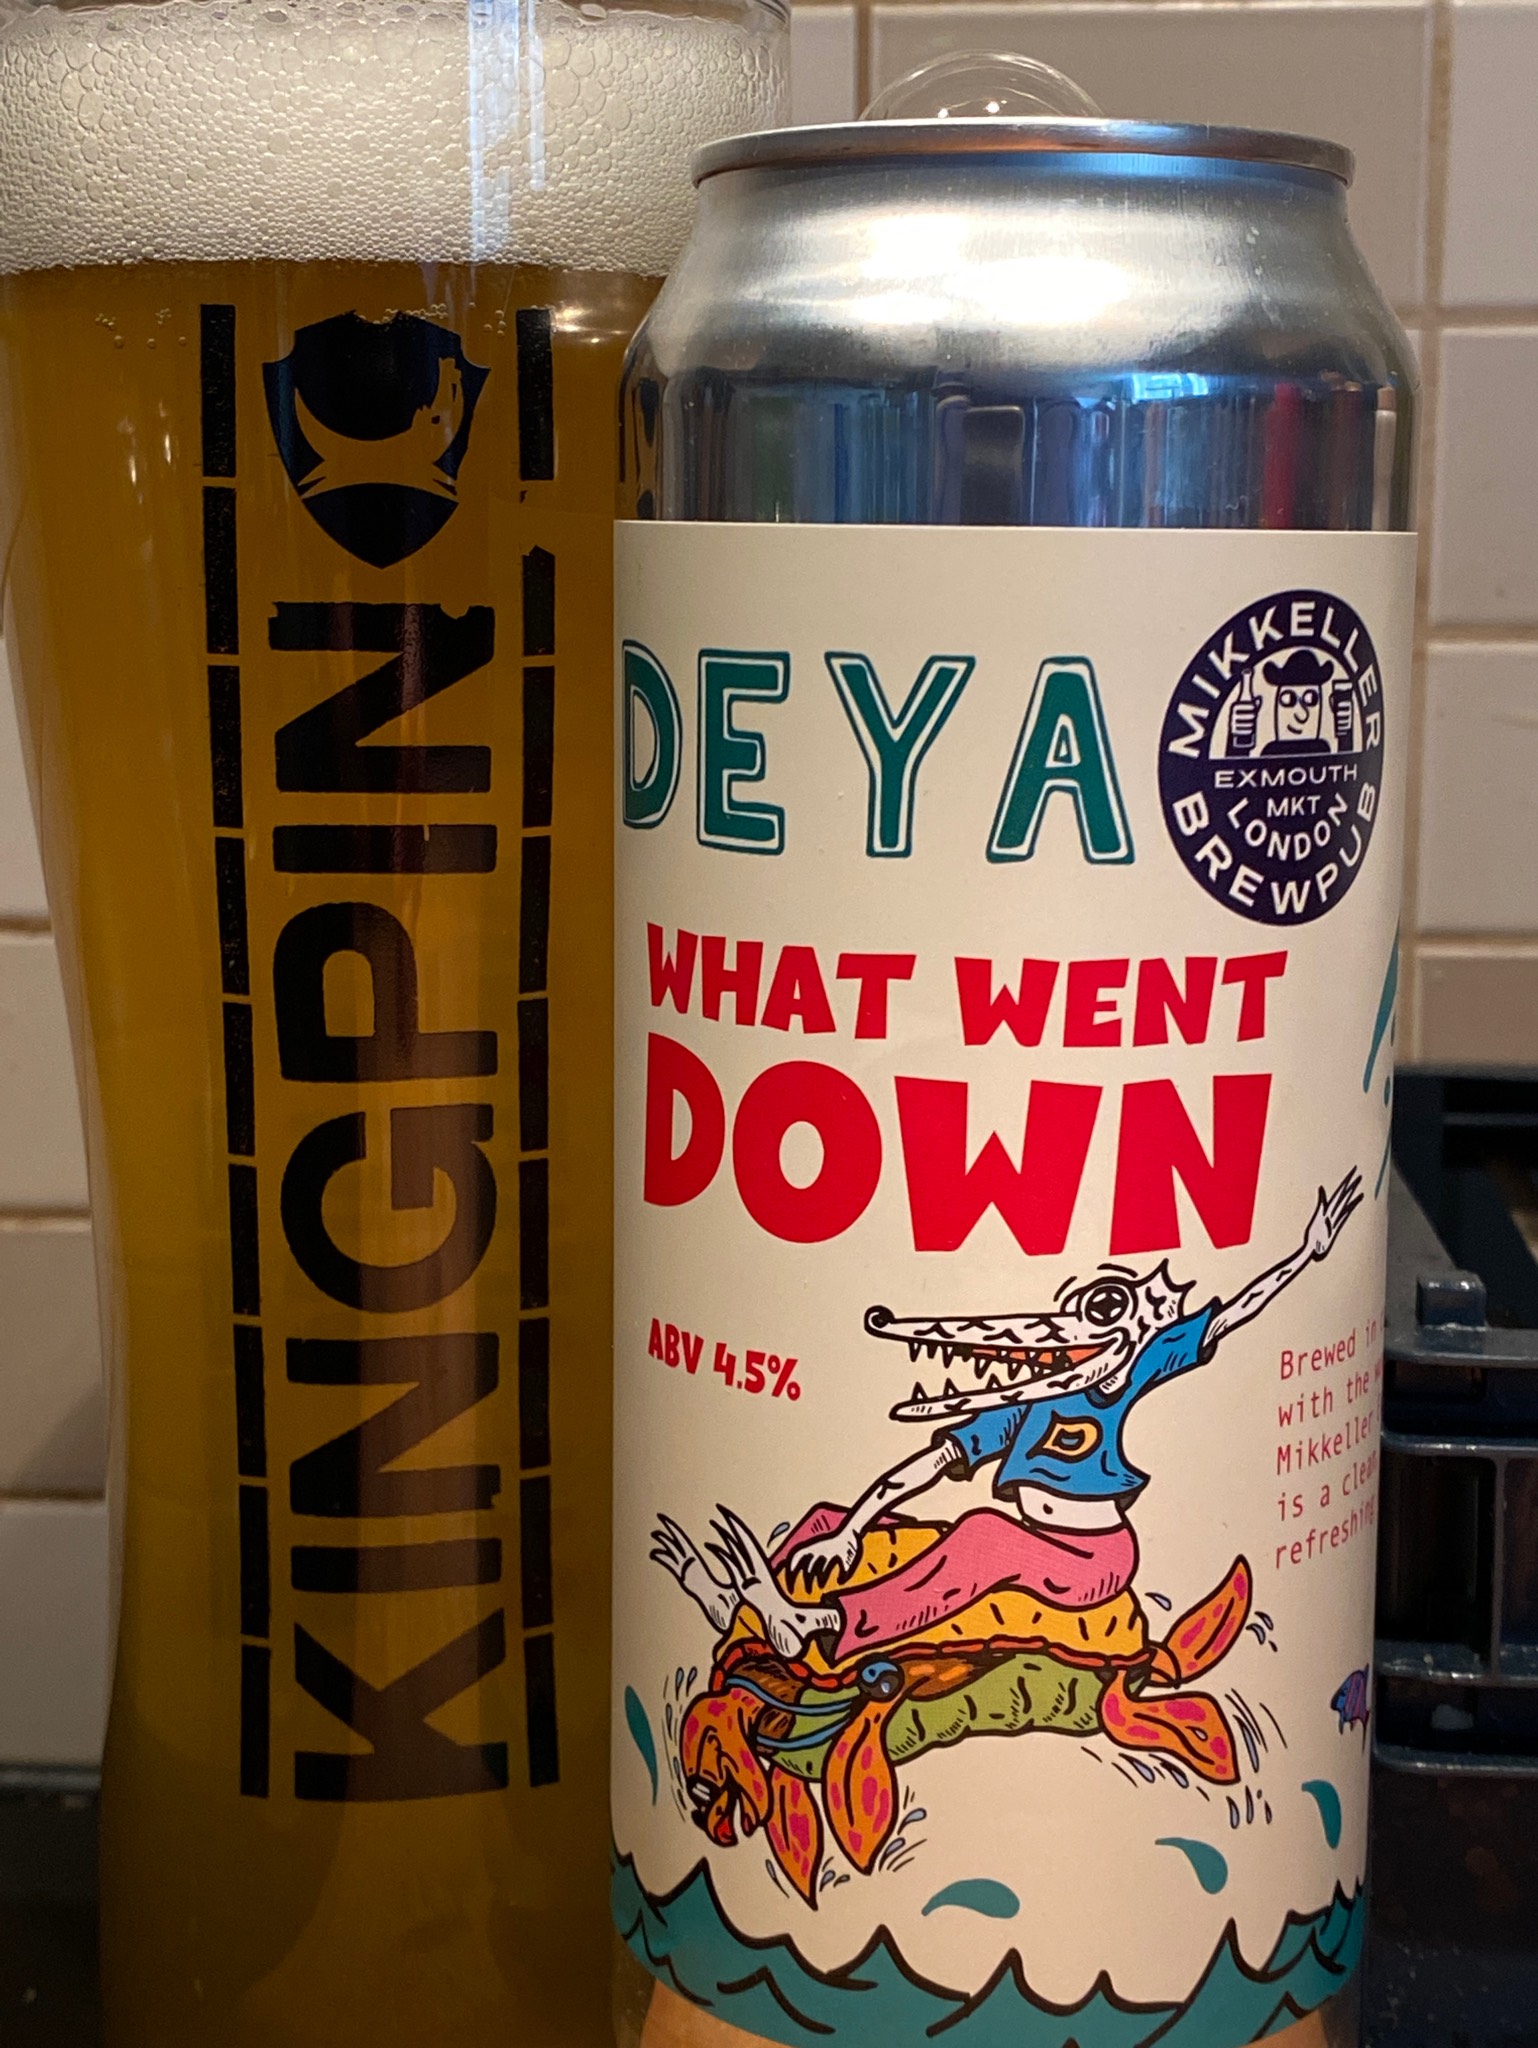 KINGPIN
DEYA
MIKKELLER
EXMOUTH
MKT
LONDON
BREWPUB
WHAT WENT
DOWN
ABV 4.5%
D
Brewed in
with the
Mikkeller
is a
refreshing